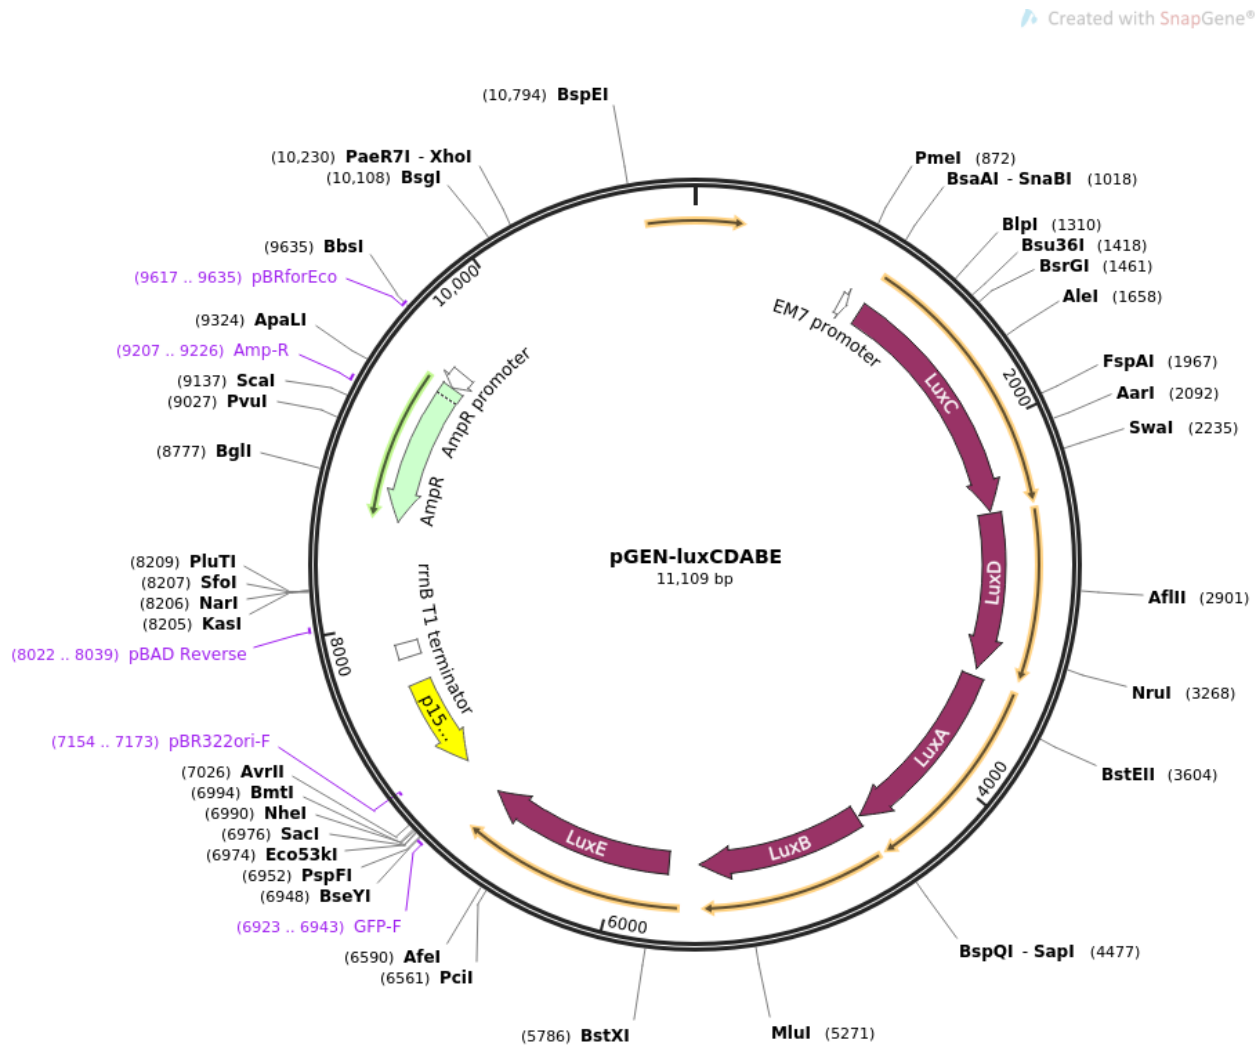 Created with SnapGene®
(10,794) BspEI
(10,230) PaeR7I - XhoI
(10,108) BsgI
(9635) BbsI
(9617 .. 9635) pBRforEco
(9324) ApaLI
(9207 .. 9226) Amp-R
(9137) ScaI
(9027) PvuI
(8777) BglI
(8209) PluTI
(8207) SfoI
(8206) NarI
(8205) KasI
(8022 .. 8039) pBAD Reverse
(7154 .. 7173) pBR322ori-F
(7026) AvrII
(6994) BmtI
(6990) NheI
(6976) SacI
(6974) Eco53kI
(6952) PspFI
(6948) BseYI
(6923 .. 6943) GFP-F
(6590) AfeI
(6561) PciI
(5786) BstXI
PmeI (872)
BsaAI - SnaBI (1018)
BlpI (1310)
Bsu36I (1418)
BsrGI (1461)
AleI (1658)
FspAI (1967)
AarI (2092)
SwaI (2235)
AflII (2901)
NruI (3268)
BstEII (3604)
BspQI - SapI (4477)
MluI (5271)
2000
4000
6000
8000
10,000
EM7 promoter
LuxC
LuxD
LuxA
LuxB
LuxE
p15...
rrnB T1 terminator
AmpR
AmpR promoter
pGEN-luxCDABE
11,109 bp